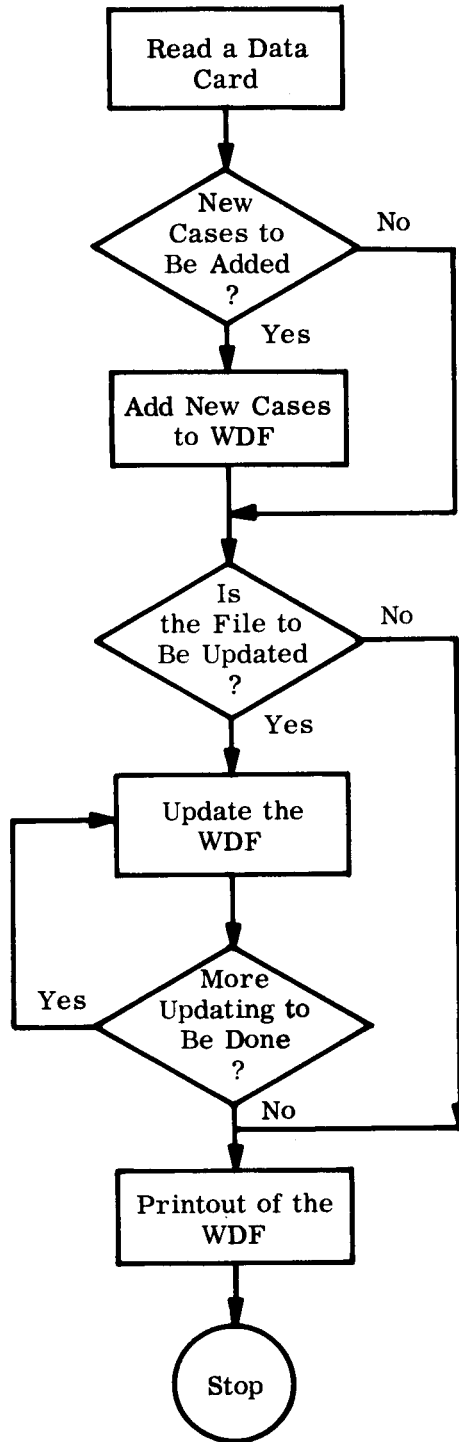 Read a Data
Card
New
Cases to
Be Added
?
No
Yes
Add New Cases
to WDF
Is
the File to
Be Updated
?
No
Yes
Update the
WDF
More
Updating to
Be Done
?
Yes
No
Printout of the
WDF
Stop